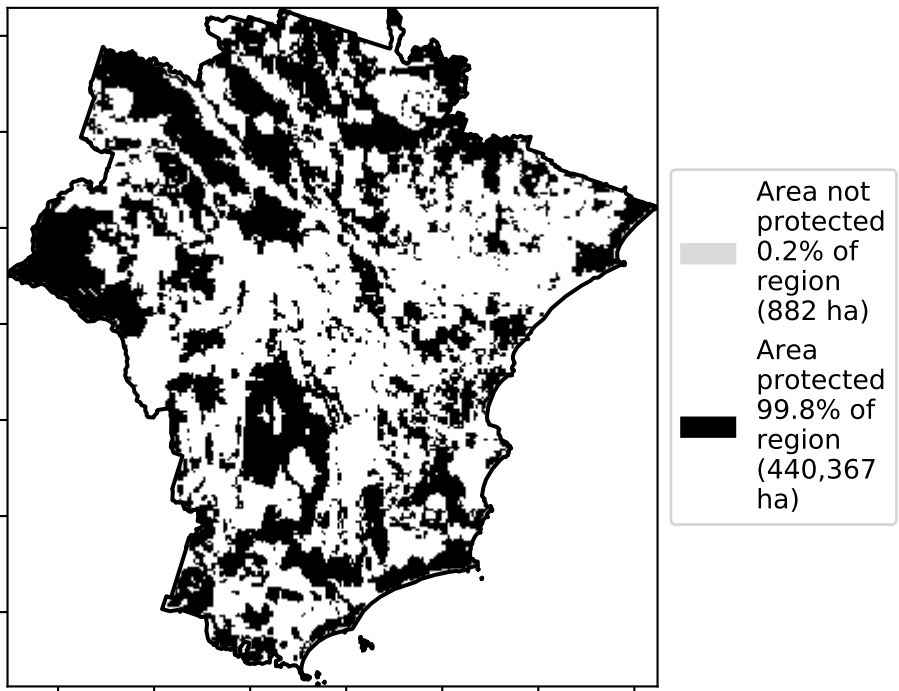 Area not
protected
0.2% of
region
(882 ha)
Area
protected
99.8% of
region
(440,367
ha)